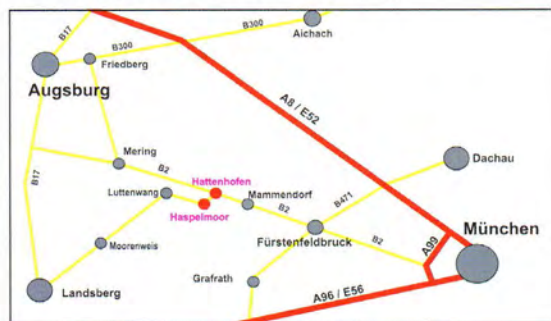 B17
B300
B300
Aichach
Friedberg
Augsburg
A8 / E52
Mering
B2
Dachau
Hattenhofen
B17
Luttenwang
Mammendorf
B471
Haspelmoor
B2
München
Fürstenfeldbruck
B2
A99
Moorenweis
Grafrath
Landsberg
A96 / E56